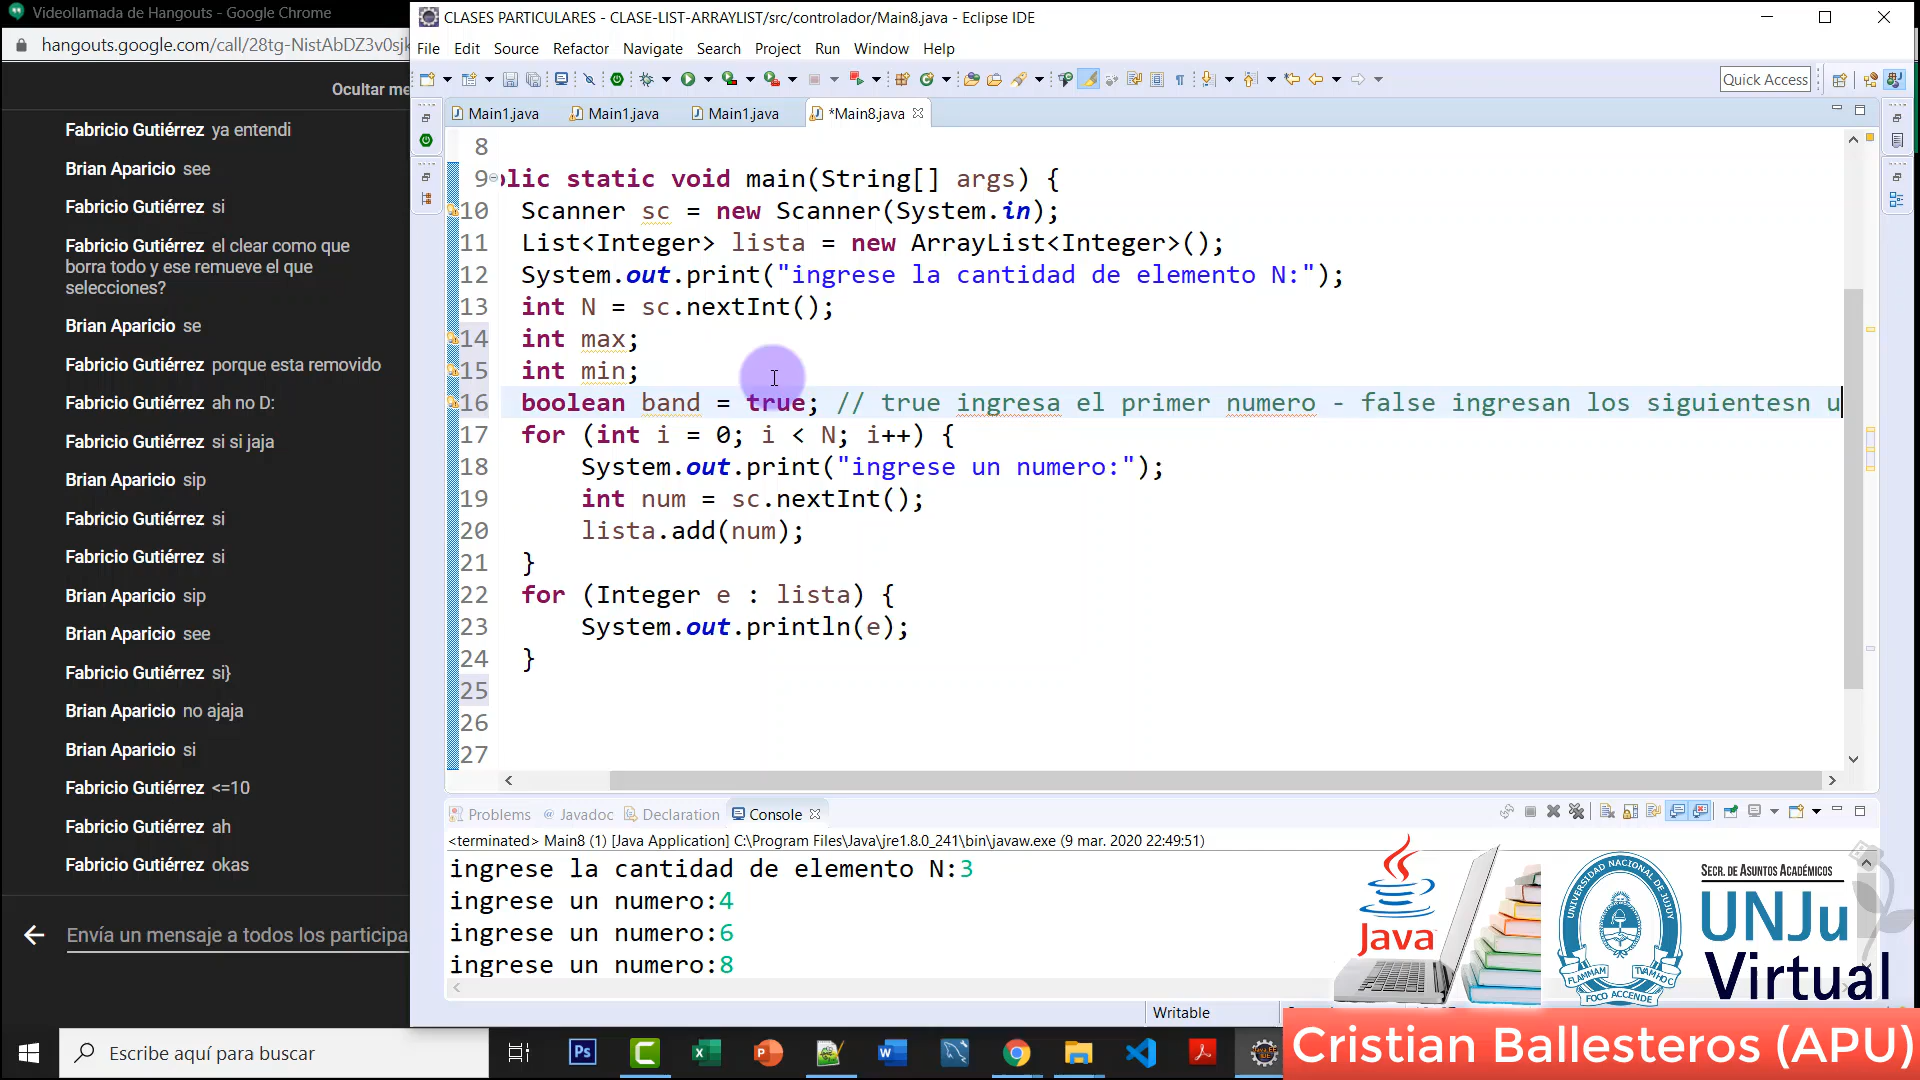 Videollamada de Hangouts - Google Chrome
hangouts.google.com/call/28tg-NistAbDZ3v0sjk
Ocultar me
Fabricio Gutiérrez ya entendi
Brian Aparicio see
Fabricio Gutiérrez si
Fabricio Gutiérrez el clear como que
borra todo y ese remueve el que
selecciones?
Brian Aparicio se
Fabricio Gutiérrez porque esta removido
Fabricio Gutiérrez ah no D:
Fabricio Gutiérrez si si jaja
Brian Aparicio sip
Fabricio Gutiérrez si
Fabricio Gutiérrez si
Brian Aparicio sip
Brian Aparicio see
Fabricio Gutiérrez si}
Brian Aparicio no ajaja
Brian Aparicio si
Fabricio Gutiérrez <=10
Fabricio Gutiérrez ah
Fabricio Gutiérrez okas
Envía un mensaje a todos los participa
CLASES PARTICULARES - CLASE-LIST-ARRAYLIST/src/controlador/Main8.java - Eclipse IDE
File Edit Source Refactor Navigate Search Project Run Window Help
Quick Access
Main1.java Main1.java Main1.java *Main8.java
8
9 olic static void main(String[] args) {
10 Scanner sc = new Scanner(System.in);
11 List<Integer> lista = new ArrayList<Integer>();
12 System.out.print("ingrese la cantidad de elemento N:");
13 int N = sc.nextInt();
14 int max;
15 int min;
16 boolean band = true; // true ingresa el primer numero - false ingresan los siguientesn u
17 for (int i = 0; i < N; i++) {
18 System.out.print("ingrese un numero:");
19 int num = sc.nextInt();
20 lista.add(num);
21 }
22 for (Integer e : lista) {
23 System.out.println(e);
24 }
25
26
27
Problems Javadoc Declaration Console
<terminated> Main8 (1) [Java Application] C:\Program Files\Java\jre1.8.0_241\bin\javaw.exe (9 mar. 2020 22:49:51)
ingrese la cantidad de elemento N:3
ingrese un numero:4
ingrese un numero:6
ingrese un numero:8
Writable
Java
UNIVERSIDAD NACIONAL DE JUJUY
FLAMMAM TVAM HOC
FOCO ACCENDE
SECR. DE ASUNTOS ACADÉMICOS
UNJu
Virtual
Cristian Ballesteros (APU)
Escribe aquí para buscar